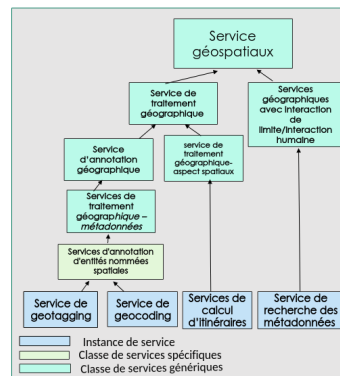 Service
géospatiaux
Service de
traitement
géographique
Services
géographiques
avec interaction
de
limite/interaction
humaine
Service
d'annotation
géographique
service de
traitement
géographique-
aspect spatiaux
Services de
traitement
géographique –
métadonnées
Services d'annotation
d'entités nommées
spatiales
Service de
geotagging
Service de
geocoding
Services de
calcul
d'itinéraires
Service de
recherche des
métadonnées
Instance de service
Classe de services spécifiques
Classe de services génériques